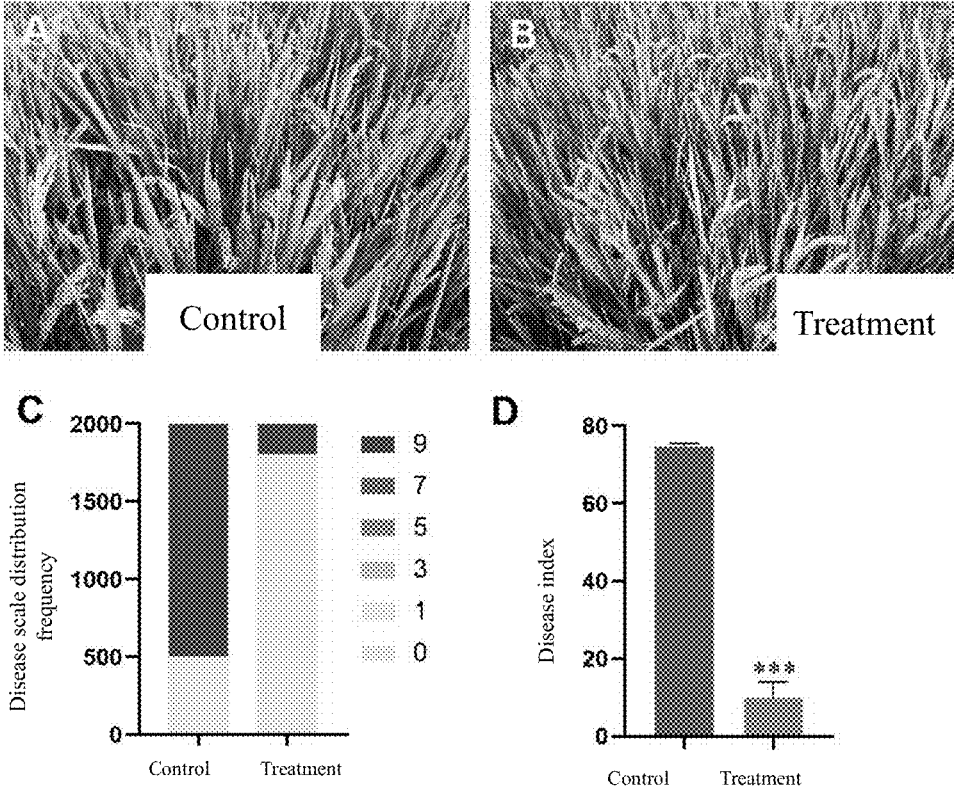 A
B
Control
Treatment
C
Disease scale distribution
frequency
2000
1500
1000
500
0
Control
Treatment
9
7
5
3
1
0
D
Disease index
80
60
40
20
0
***
Control
Treatment